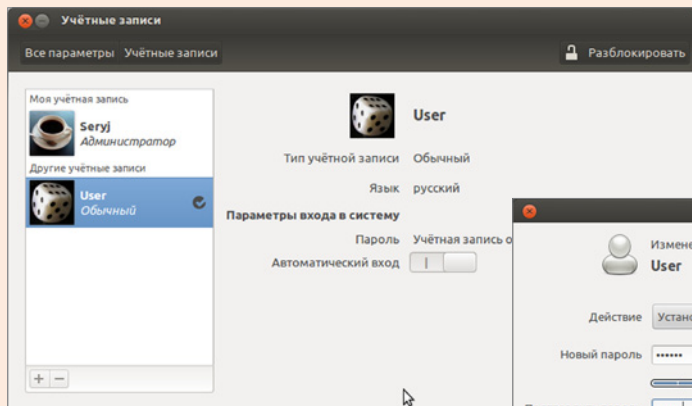 Учётные записи
Все параметры Учётные записи
Разблокировать
Моя учётная запись
Seryj
Администратор
Другие учётные записи
User
Обычный
User
Тип учётной записи Обычный
Язык русский
Параметры входа в систему
Пароль Учётная запись о
Автоматический вход
Измене
User
Действие Устано
Новый пароль ••••••